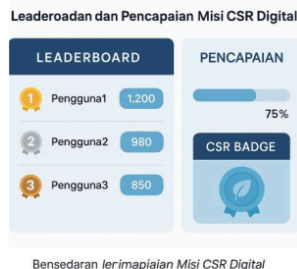 Leaderoadan dan Pencapaian Misi CSR Digital
LEADERBOARD
1 Pengguna1 1.200
2 Pengguna2 980
3 Pengguna3 850
PENCAPAIAN
75%
CSR BADGE
Bensedaran lerimapiaian Misi CSR Digital